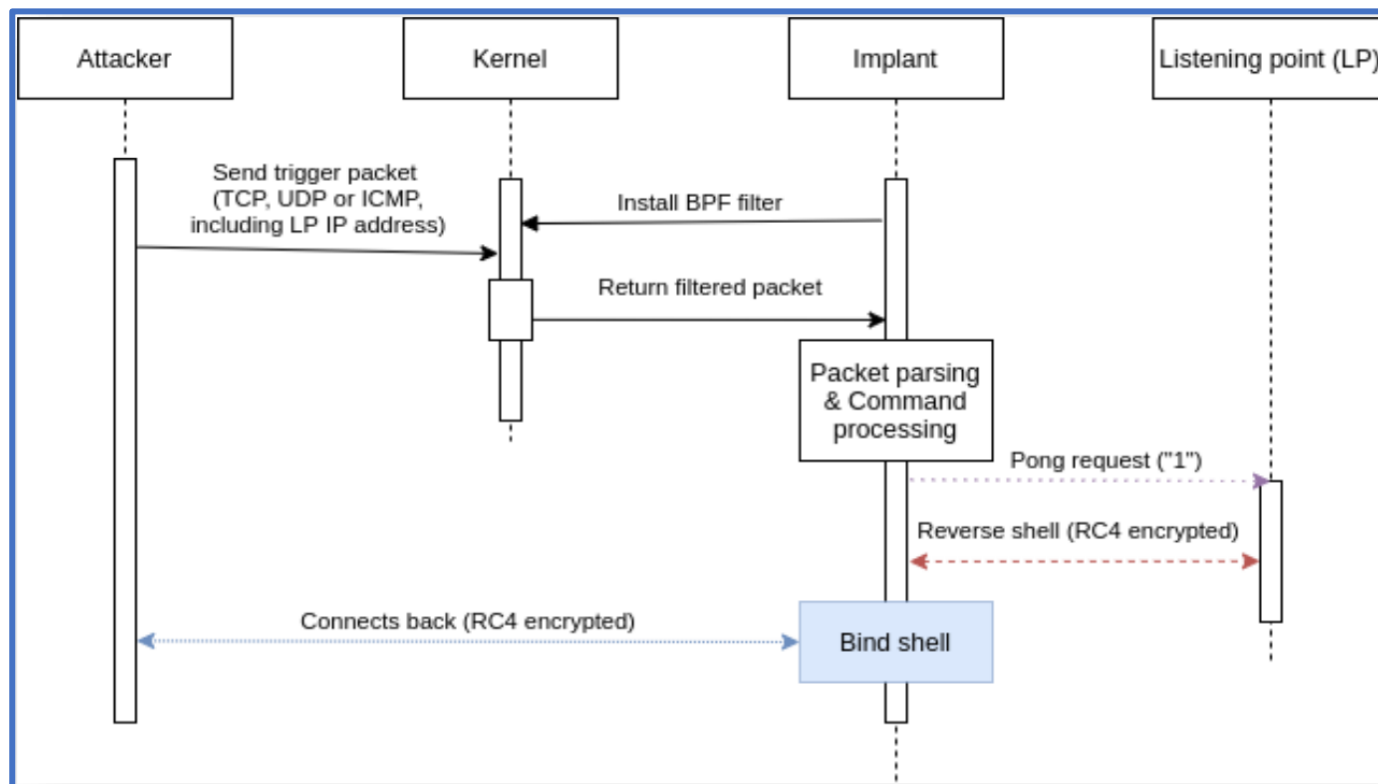 Attacker
Kernel
Implant
Listening point (LP)
Send trigger packet
(TCP, UDP or ICMP,
including LP IP address)
Install BPF filter
Return filtered packet
Packet parsing
& Command
processing
Pong request ("1")
Reverse shell (RC4 encrypted)
Connects back (RC4 encrypted)
Bind shell